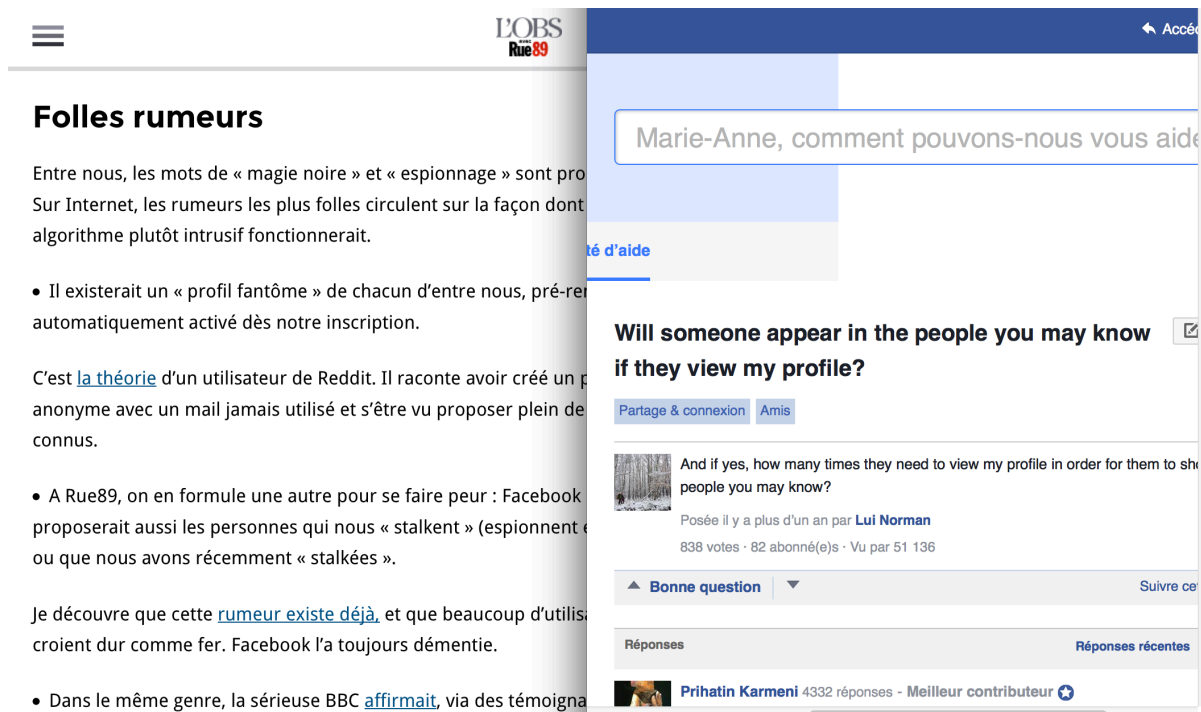 L'OBS
avec
Rue89
Folles rumeurs
Entre nous, les mots de « magie noire » et « espionnage » sont pro
Sur Internet, les rumeurs les plus folles circulent sur la façon dont
algorithme plutôt intrusif fonctionnerait.
• Il existerait un « profil fantôme » de chacun d'entre nous, pré-re
automatiquement activé dès notre inscription.
C'est la théorie d'un utilisateur de Reddit. Il raconte avoir créé un p
anonyme avec un mail jamais utilisé et s'être vu proposer plein de
connus.
• A Rue89, on en formule une autre pour se faire peur : Facebook
proposerait aussi les personnes qui nous « stalkent » (espionnent
ou que nous avons récemment « stalkées ».
Je découvre que cette rumeur existe déjà, et que beaucoup d'utilis
croient dur comme fer. Facebook l'a toujours démentie.
• Dans le même genre, la sérieuse BBC affirmait, via des témoigna
Accéd
Marie-Anne, comment pouvons-nous vous aide
té d'aide
Will someone appear in the people you may know
if they view my profile?
Partage & connexion Amis
And if yes, how many times they need to view my profile in order for them to sh
people you may know?
Posée il y a plus d'un an par Lui Norman
838 votes · 82 abonné(e)s · Vu par 51 136
Bonne question
Suivre ce
Réponses
Réponses récentes
Prihatin Karmeni 4332 réponses - Meilleur contributeur